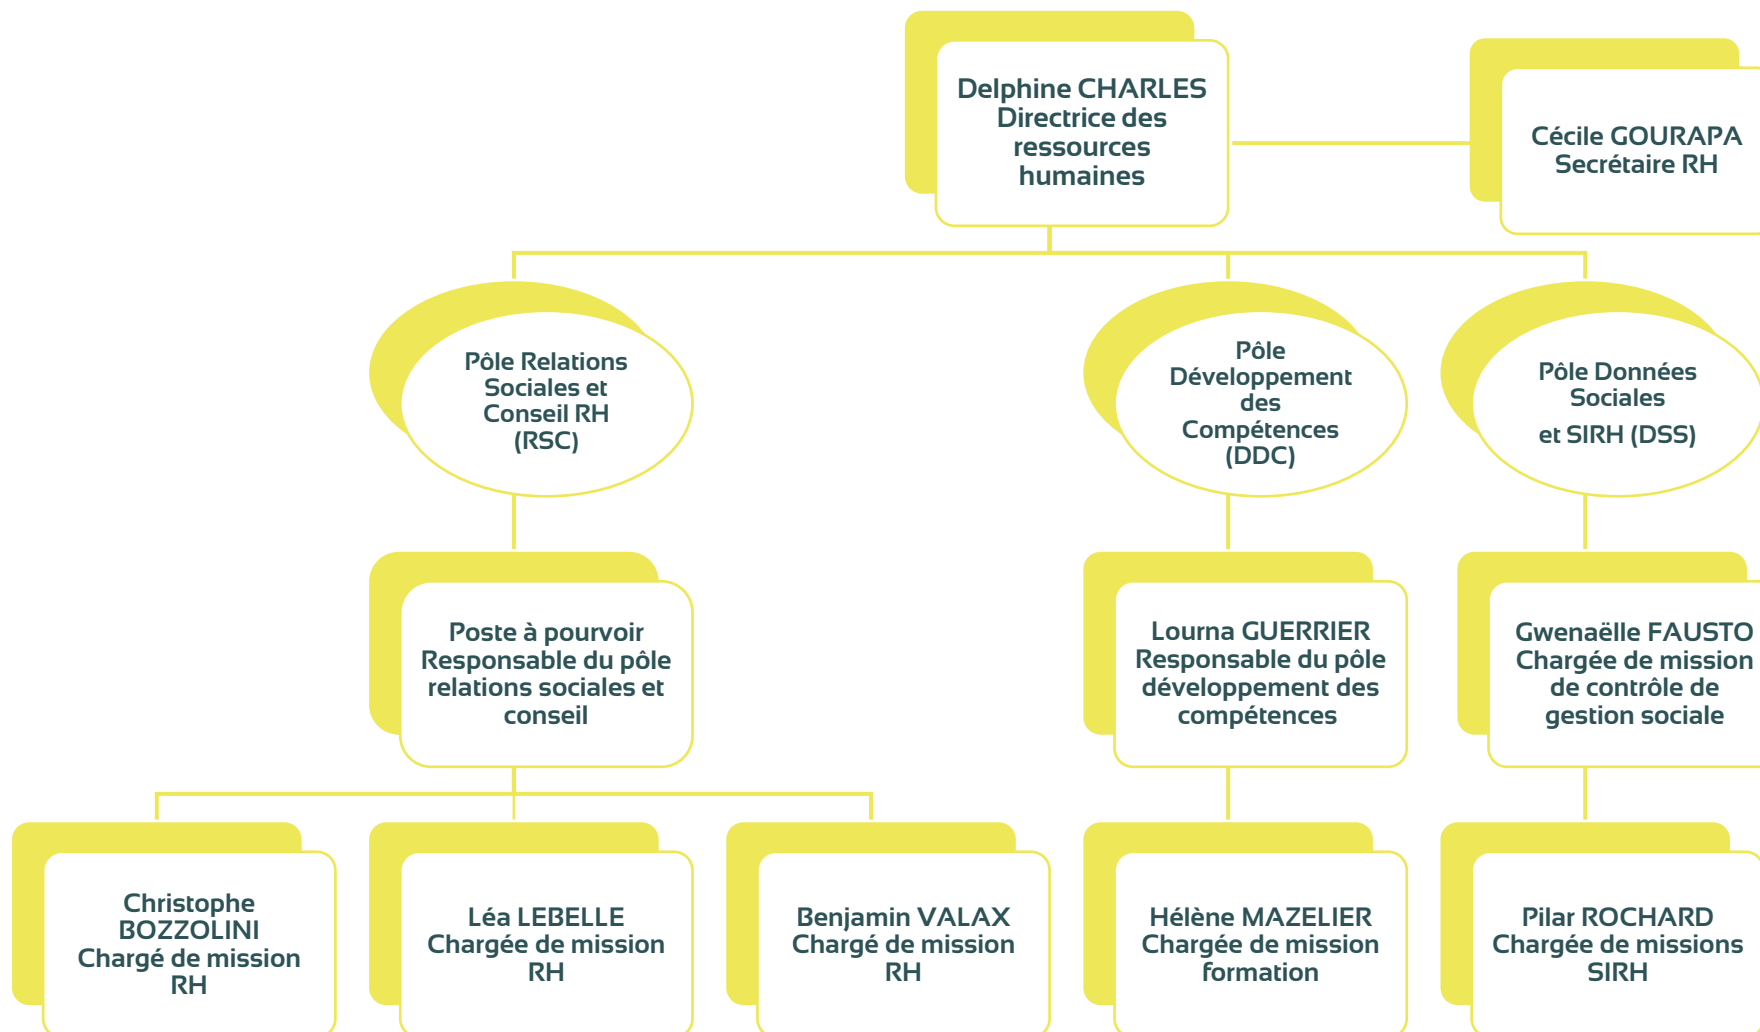 Delphine CHARLES
Directrice des
ressources
humaines
Cécile GOURAPA
Secrétaire RH
Pôle Relations
Sociales et
Conseil RH
(RSC)
Pôle
Développement
des
Compétences
(DDC)
Pôle Données
Sociales
et SIRH (DSS)
Poste à pourvoir
Responsable du pôle
relations sociales et
conseil
Lourna GUERRIER
Responsable du pôle
développement des
compétences
Gwenaëlle FAUSTO
Chargée de mission
de contrôle de
gestion sociale
Christophe
BOZZOLINI
Chargé de mission
RH
Léa LEBELLE
Chargée de mission
RH
Benjamin VALAX
Chargé de mission
RH
Hélène MAZELIER
Chargée de mission
formation
Pilar ROCHARD
Chargée de missions
SIRH